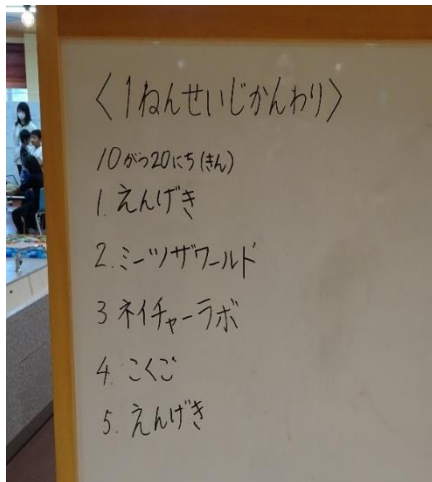 〈1ねんせいじかんわり〉
10がつ20にち(きん)
1. えんげき
2. ミーツザワールド
3 ネイチャーラボ
4. こくご
5. えんげき